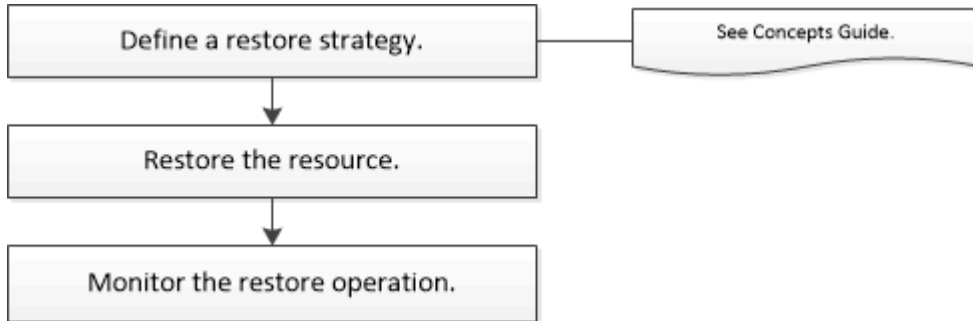 Define a restore strategy.
See Concepts Guide.
Restore the resource.
Monitor the restore operation.